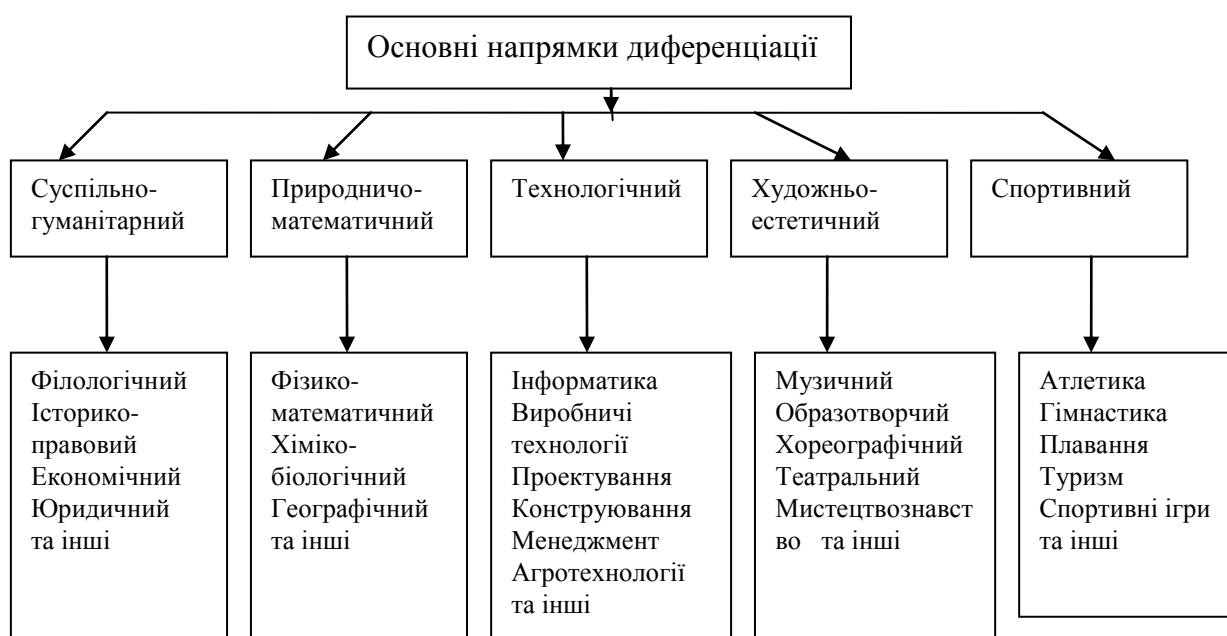 Основні напрямки диференціації
Суспільно-
гуманітарний
Природничо-
математичний
Технологічний
Художньо-
естетичний
Спортивний
Філологічний
Історико-
правовий
Економічний
Юридичний
та інші
Фізико-
математичний
Хіміко-
біологічний
Географічний
та інші
Інформатика
Виробничі
технології
Проектування
Конструювання
Менеджмент
Агротехнології
та інші
Музичний
Образотворчий
Хореографічний
Театральний
Мистецтвознавст
во та інші
Атлетика
Гімнастика
Плавання
Туризм
Спортивні ігри
та інші